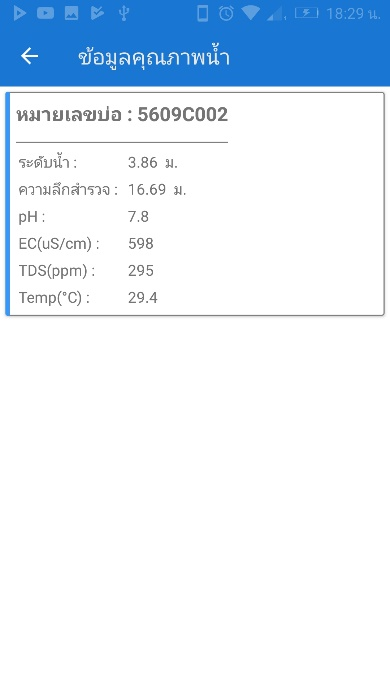 18:29 น.
ข้อมูลคุณภาพน้ำ
หมายเลขบ่อ : 5609C002
ระดับน้ำ : 3.86 ม.
ความลึกสำรวจ : 16.69 ม.
pH : 7.8
EC(uS/cm) : 598
TDS(ppm) : 295
Temp(°C) : 29.4